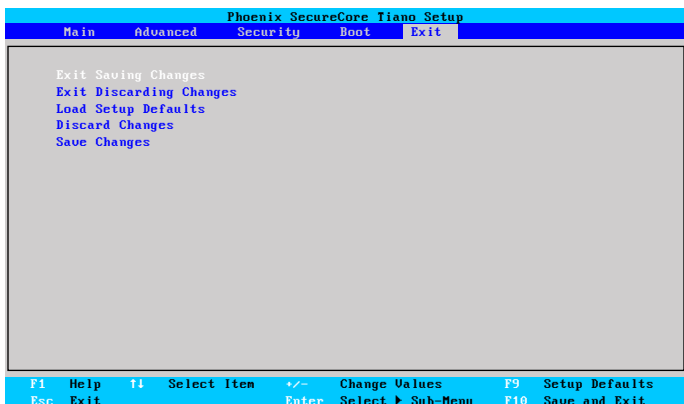 Phoenix SecureCore Tiano Setup
Main Advanced Security Boot Exit
Exit Saving Changes
Exit Discarding Changes
Load Setup Defaults
Discard Changes
Save Changes
F1 Help ↑↓ Select Item +/- Change Values F9 Setup Defaults
Esc Exit Enter Select ▶ Sub-Menu F10 Save and Exit